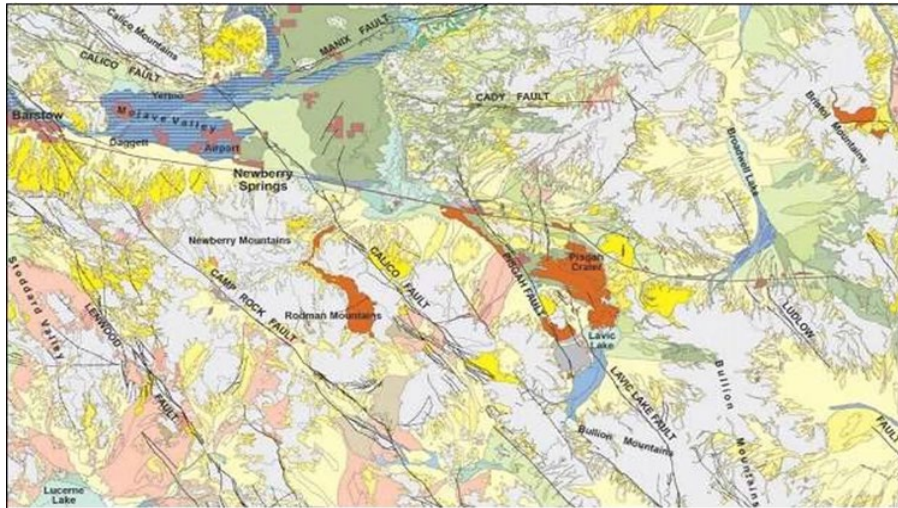 Calico Mountains
CALICO FAULT
MANIX FAULT
Yermo
Mojave Valley
Barstow
Daggett
Airport
Newberry
Springs
CADY FAULT
Bristol Mountains
Broadwell Lake
Newberry Mountains
CALICO FAULT
PISGAH FAULT
Pisgah
Crater
Stoddard Valley
LENWOOD FAULT
CAMP ROCK FAULT
Rodman Mountains
Lavic
Lake
LUDLOW
LAVIC LAKE FAULT
Bullion Mountains
Bullion Mountains
FAULT
Lucerne
Lake